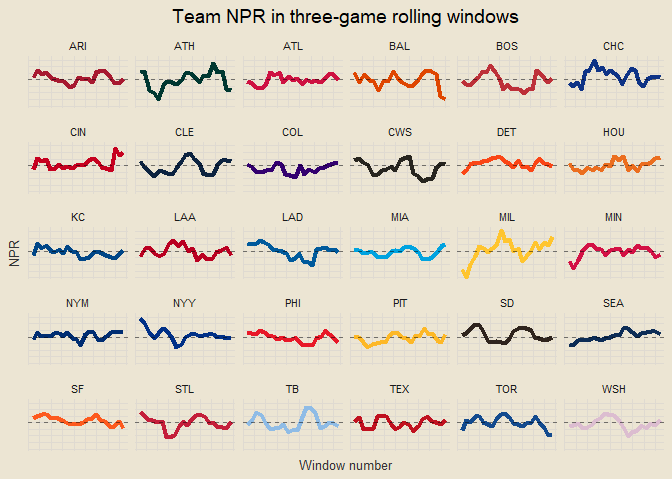 Team NPR in three-game rolling windows
ARI ATH ATL BAL BOS CHC
CIN CLE COL CWS DET HOU
KC LAA LAD MIA MIL MIN
NPR
NYM NYY PHI PIT SD SEA
SF STL TB TEX TOR WSH
Window number